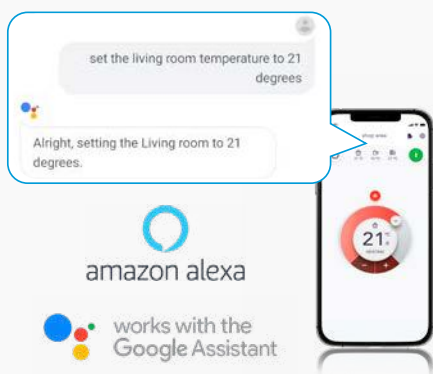 set the living room temperature to 21
degrees
Alright, setting the Living room to 21
degrees.
21
amazon alexa
works with the
Google Assistant